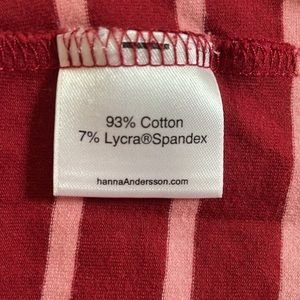 93% Cotton
7% Lycra®Spandex
hannaAndersson.com